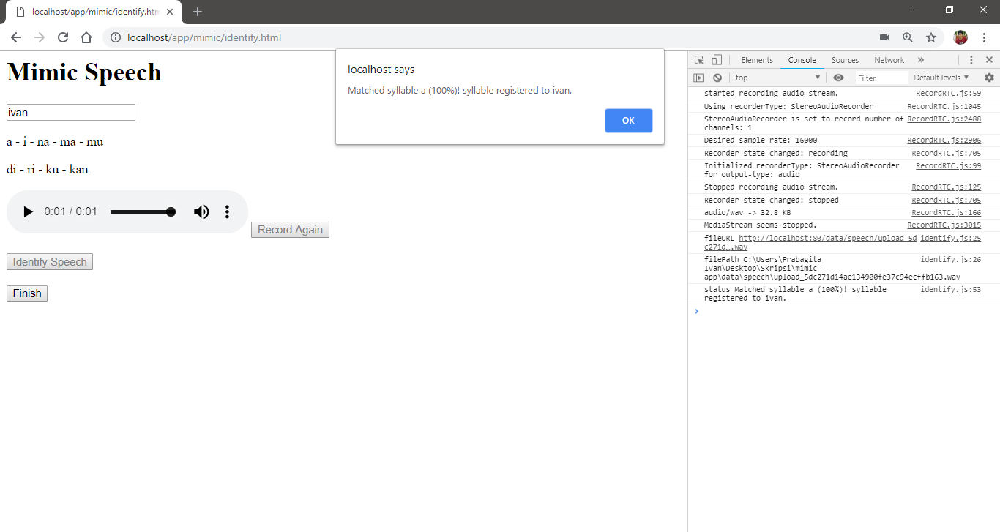 localhost/app/mimic/identify.htm
localhost/app/mimic/identify.html
Mimic Speech
ivan
a - i - na - ma - mu
di - ri - ku - kan
0:01 / 0:01
Record Again
Identify Speech
Finish
localhost says
Matched syllable a (100%)! syllable registered to ivan.
OK
Elements Console Sources Network »
top Filter Default levels
started recording audio stream. RecordRTC.js:59
Using recorderType: StereoAudioRecorder RecordRTC.js:1045
StereoAudioRecorder is set to record number of RecordRTC.js:2488
channels: 1
Desired sample-rate: 16000 RecordRTC.js:2906
Recorder state changed: recording RecordRTC.js:705
Initialized recorderType: StereoAudioRecorder RecordRTC.js:99
for output-type: audio
Stopped recording audio stream. RecordRTC.js:125
Recorder state changed: stopped RecordRTC.js:705
audio/wav -> 32.8 KB RecordRTC.js:166
MediaStream seems stopped. RecordRTC.js:3015
fileURL http://localhost:80/data/speech/upload_5d identify.js:25
c271d….wav
filePath C:\Users\Prabagita identify.js:26
Ivan\Desktop\Skripsi\mimic-
app\data\speech\upload_5dc271d14ae134900fe37c94ecffb163.wav
status Matched syllable a (100%)! syllable identify.js:53
registered to ivan.